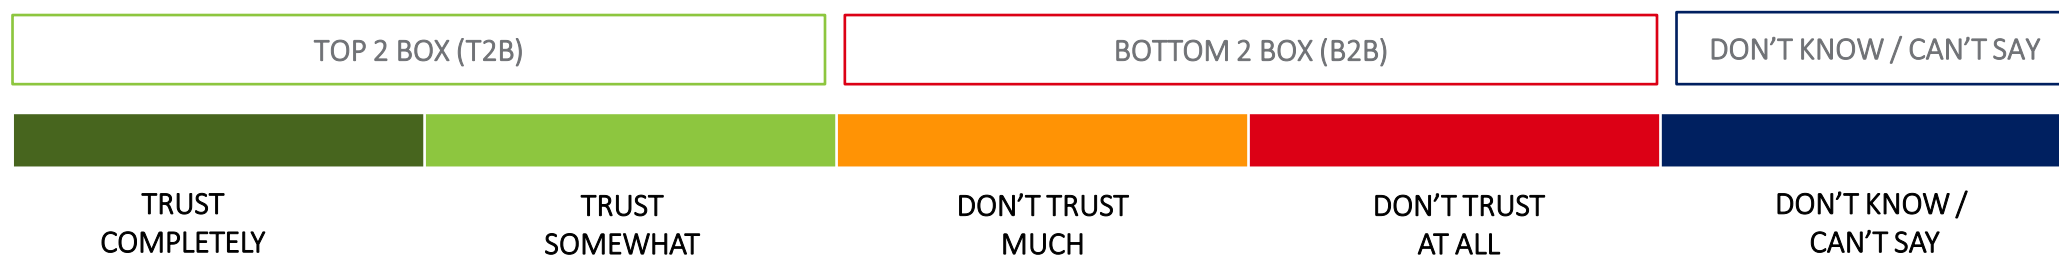 TOP 2 BOX (T2B)
BOTTOM 2 BOX (B2B)
DON’T KNOW / CAN’T SAY
TRUST
COMPLETELY
TRUST
SOMEWHAT
DON’T TRUST
MUCH
DON’T TRUST
AT ALL
DON’T KNOW /
CAN’T SAY